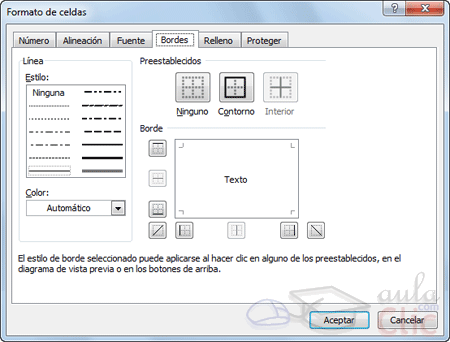 Formato de celdas
Número Alineación Fuente Bordes Relleno Proteger
Línea
Estilo:
Ninguna
Color:
Automático
Preestablecidos
Ninguno Contorno Interior
Borde
Texto
El estilo de borde seleccionado puede aplicarse al hacer clic en alguno de los preestablecidos, en el
diagrama de vista previa o en los botones de arriba.
aula
.com
Clic
Aceptar Cancelar